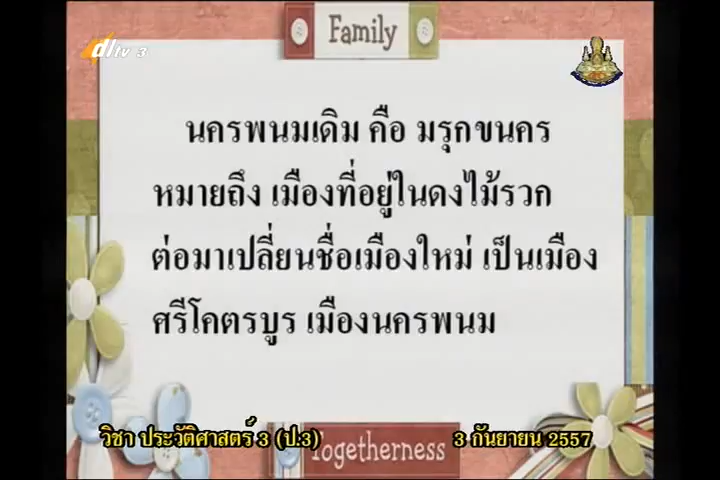 dltv 3
Family
นครพนมเดิม คือ มรุกขนคร
หมายถึง เมืองที่อยู่ในดงไม้รวก
ต่อมาเปลี่ยนชื่อเมืองใหม่ เป็นเมือง
ศรีโคตรบูร เมืองนครพนม
วิชา ประวัติศาสตร์ 3 (ป.3)
3 กันยายน 2557
Togetherness